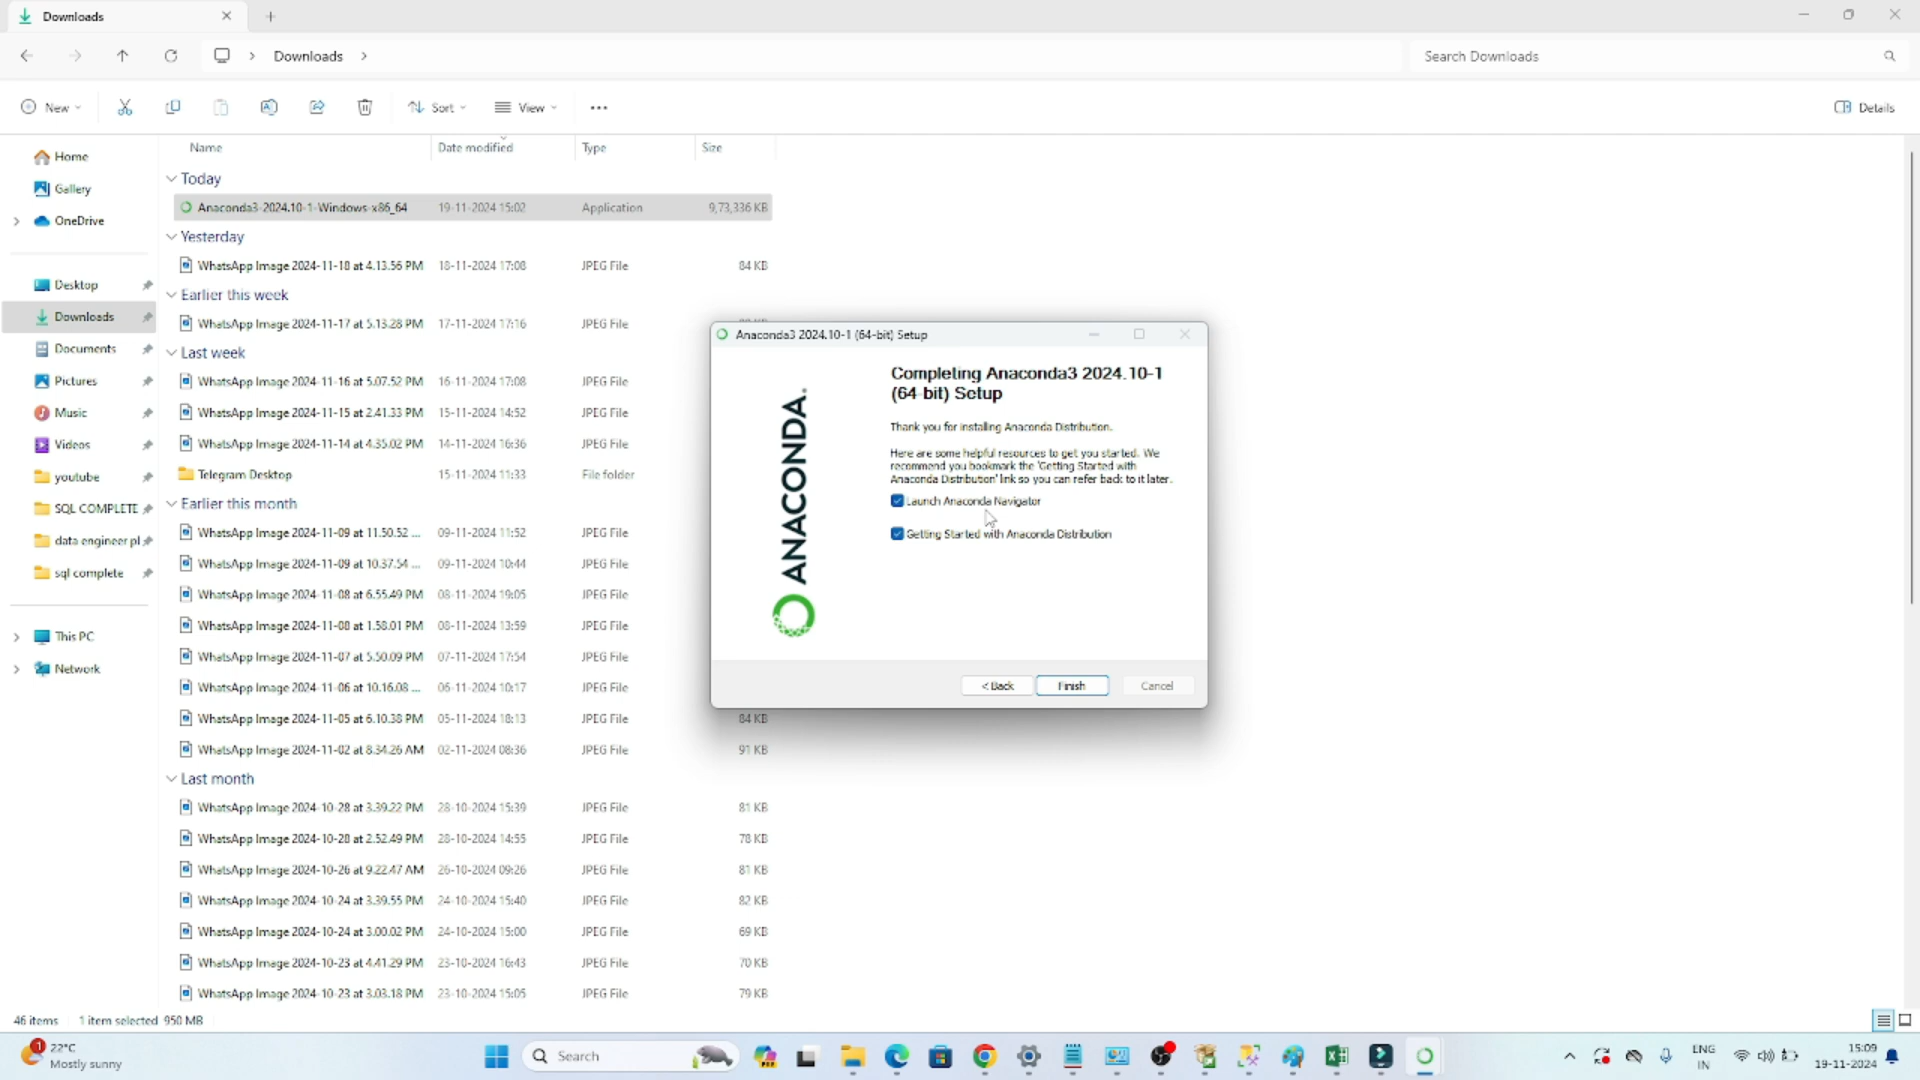 Downloads
Downloads
Search Downloads
New
Sort
View
Details
Home
Gallery
OneDrive
Desktop
Downloads
Documents
Pictures
Music
Videos
youtube
SQL COMPLETE
data engineer pl
sql complete
This PC
Network
Name Date modified Type Size
Today
Anaconda3-2024.10-1-Windows-x86_64 19-11-2024 15:02 Application 9,73,336 KB
Yesterday
WhatsApp Image 2024-11-18 at 4.13.56 PM 18-11-2024 17:08 JPEG File 84 KB
Earlier this week
WhatsApp Image 2024-11-17 at 5.13.28 PM 17-11-2024 17:16 JPEG File
Last week
WhatsApp Image 2024-11-16 at 5.07.52 PM 16-11-2024 17:08 JPEG File
WhatsApp Image 2024-11-15 at 2.41.33 PM 15-11-2024 14:52 JPEG File
WhatsApp Image 2024-11-14 at 4.35.02 PM 14-11-2024 16:36 JPEG File
Telegram Desktop 15-11-2024 11:33 File folder
Earlier this month
WhatsApp Image 2024-11-09 at 11.50.52 ... 09-11-2024 11:52 JPEG File
WhatsApp Image 2024-11-09 at 10.37.54 ... 09-11-2024 10:44 JPEG File
WhatsApp Image 2024-11-08 at 6.55.49 PM 08-11-2024 19:05 JPEG File
WhatsApp Image 2024-11-08 at 1.58.01 PM 08-11-2024 13:59 JPEG File
WhatsApp Image 2024-11-07 at 5.50.09 PM 07-11-2024 17:54 JPEG File
WhatsApp Image 2024-11-06 at 10.16.08 ... 06-11-2024 10:17 JPEG File
WhatsApp Image 2024-11-05 at 6.10.38 PM 05-11-2024 18:13 JPEG File 84 KB
WhatsApp Image 2024-11-02 at 8.34.26 AM 02-11-2024 08:36 JPEG File 91 KB
Last month
WhatsApp Image 2024-10-28 at 3.39.22 PM 28-10-2024 15:39 JPEG File 81 KB
WhatsApp Image 2024-10-28 at 2.52.49 PM 28-10-2024 14:55 JPEG File 78 KB
WhatsApp Image 2024-10-26 at 9.22.47 AM 26-10-2024 09:26 JPEG File 81 KB
WhatsApp Image 2024-10-24 at 3.39.55 PM 24-10-2024 15:40 JPEG File 82 KB
WhatsApp Image 2024-10-24 at 3.00.02 PM 24-10-2024 15:00 JPEG File 69 KB
WhatsApp Image 2024-10-23 at 4.41.29 PM 23-10-2024 16:43 JPEG File 70 KB
WhatsApp Image 2024-10-23 at 3.03.18 PM 23-10-2024 15:05 JPEG File 79 KB
Anaconda3 2024.10-1 (64-bit) Setup
ANACONDA.
Completing Anaconda3 2024.10-1
(64-bit) Setup
Thank you for installing Anaconda Distribution.
Here are some helpful resources to get you started. We
recommend you bookmark the 'Getting Started with
Anaconda Distribution' link so you can refer back to it later.
Launch Anaconda Navigator
Getting Started with Anaconda Distribution
< Back
Finish
Cancel
46 items 1 item selected 950 MB
1
22°C
Mostly sunny
Search
ENG
IN
15:09
19-11-2024